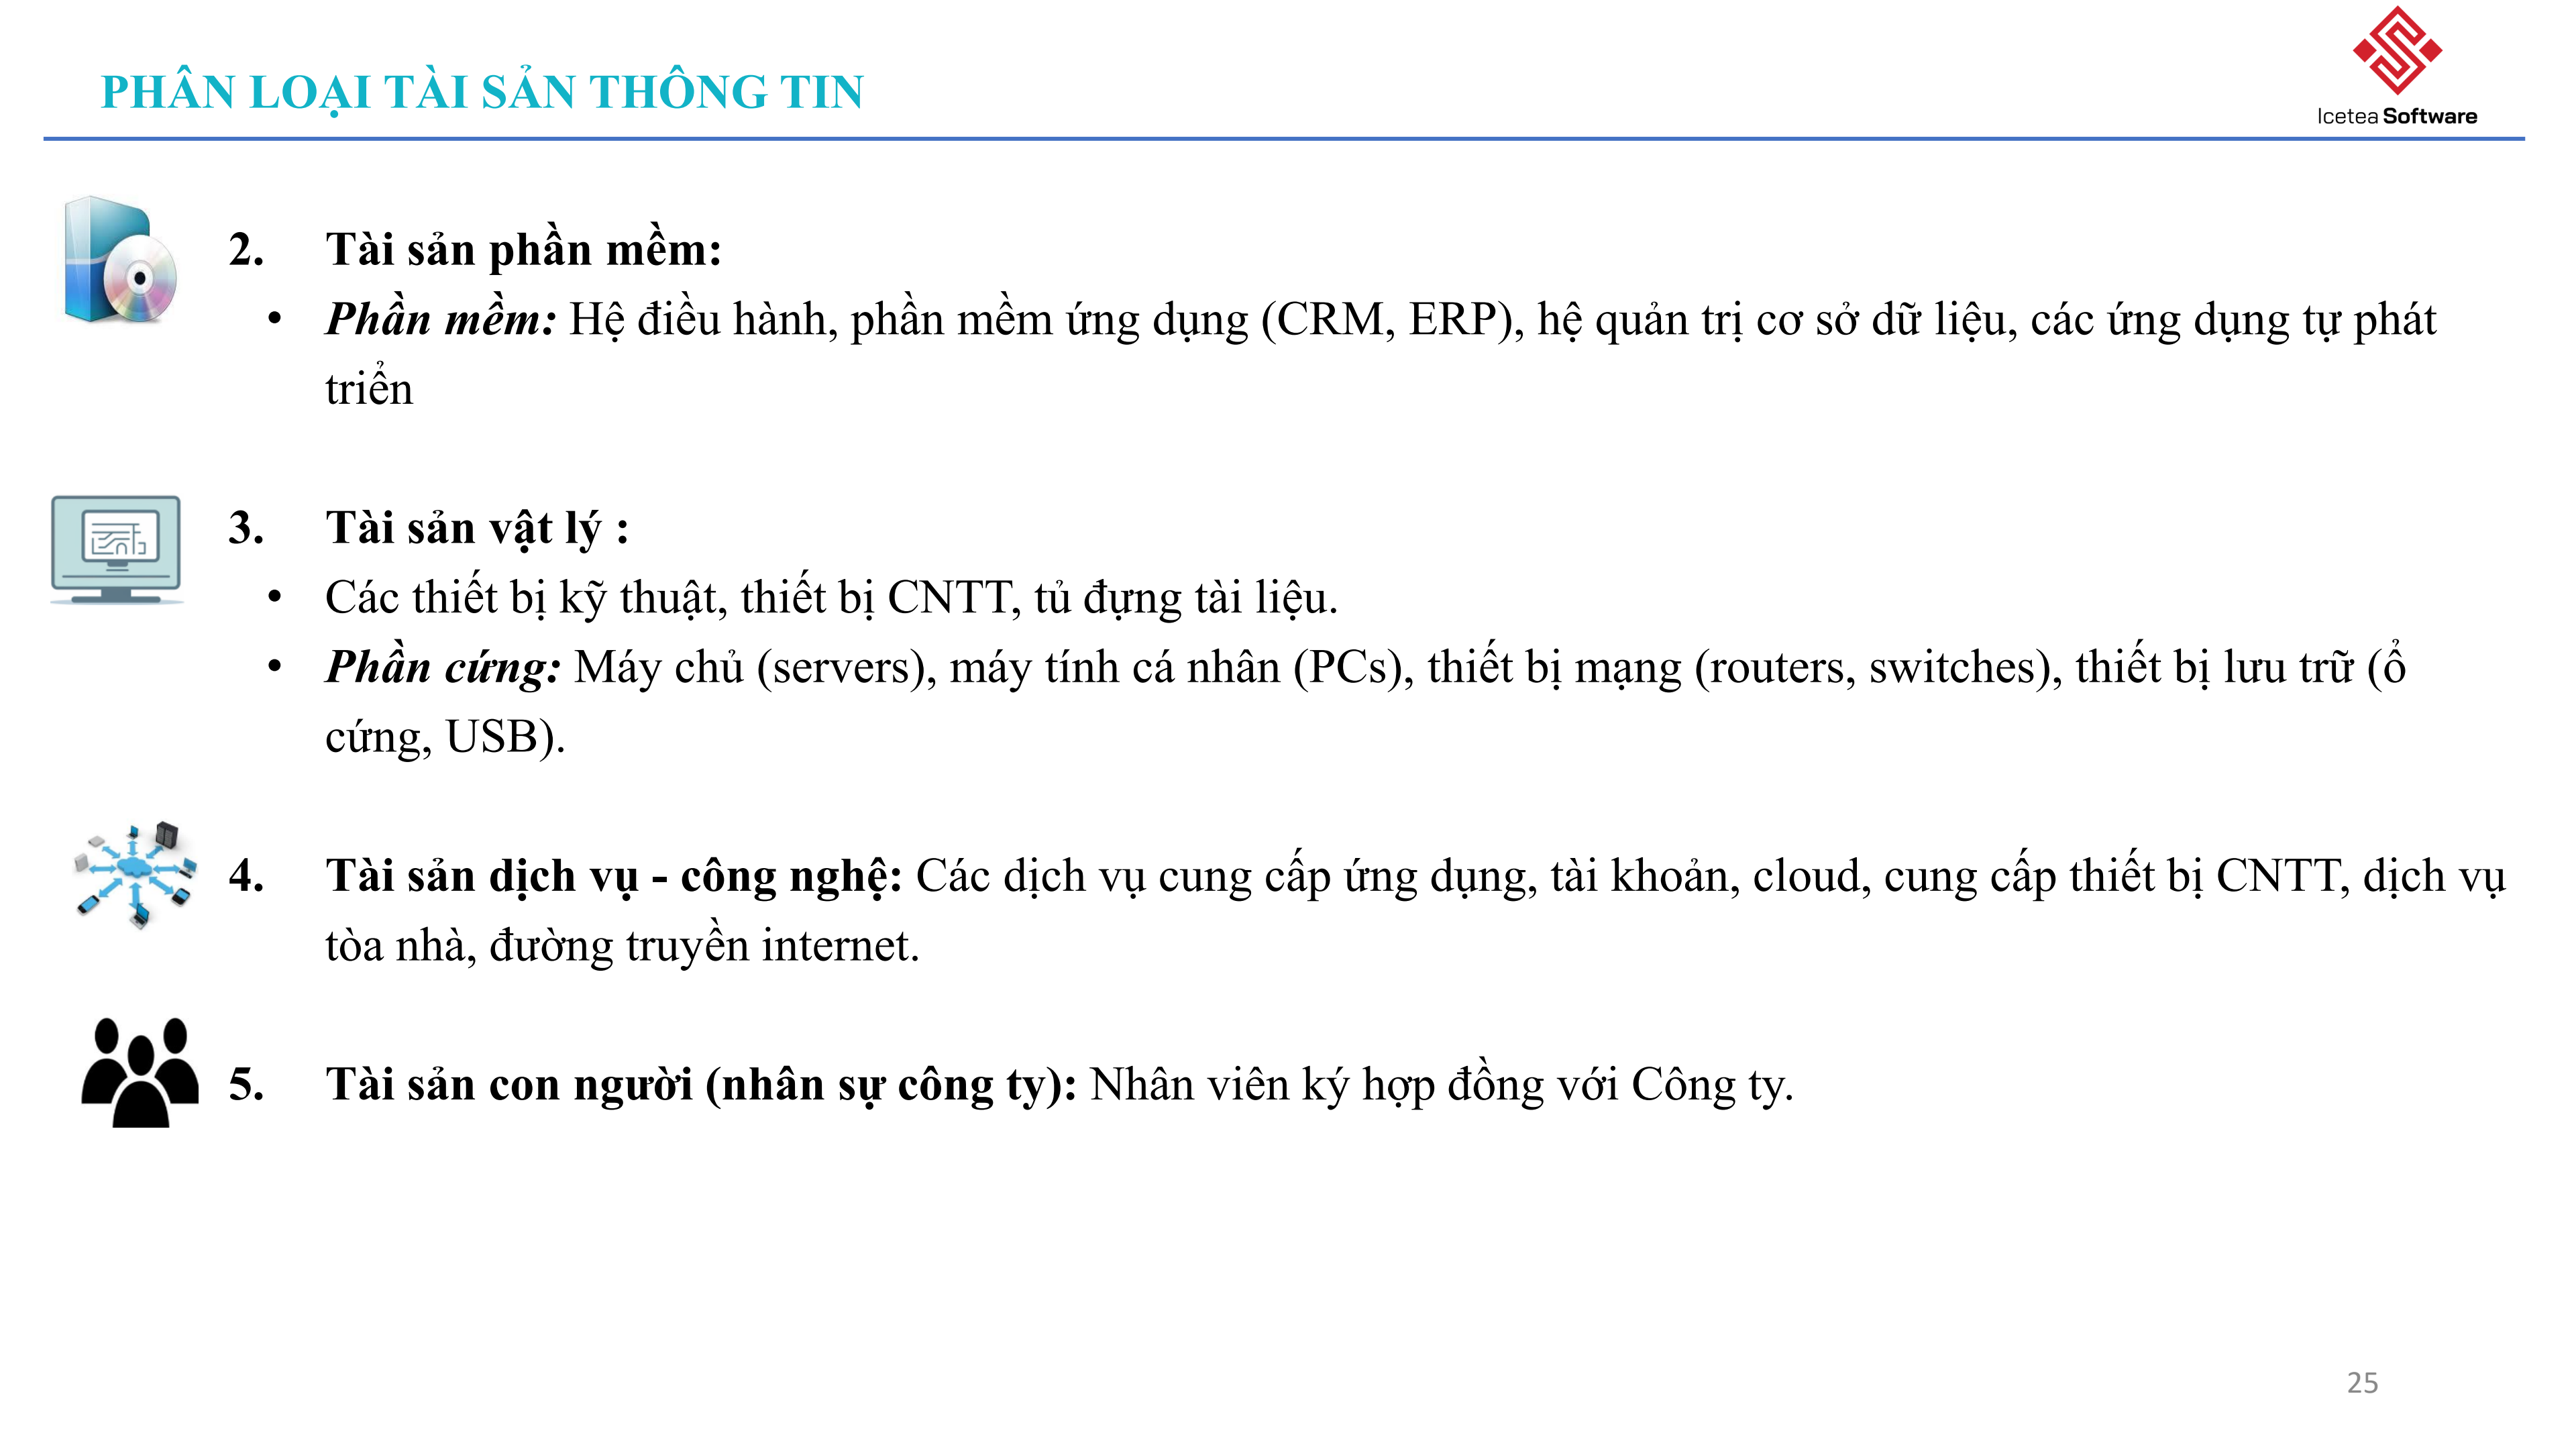 PHÂN LOẠI TÀI SẢN THÔNG TIN
Icetea Software
2. Tài sản phần mềm:
• Phần mềm: Hệ điều hành, phần mềm ứng dụng (CRM, ERP), hệ quản trị cơ sở dữ liệu, các ứng dụng tự phát
triển
3. Tài sản vật lý :
• Các thiết bị kỹ thuật, thiết bị CNTT, tủ đựng tài liệu.
• Phần cứng: Máy chủ (servers), máy tính cá nhân (PCs), thiết bị mạng (routers, switches), thiết bị lưu trữ (ổ
cứng, USB).
4. Tài sản dịch vụ - công nghệ: Các dịch vụ cung cấp ứng dụng, tài khoản, cloud, cung cấp thiết bị CNTT, dịch vụ
tòa nhà, đường truyền internet.
5. Tài sản con người (nhân sự công ty): Nhân viên ký hợp đồng với Công ty.
25